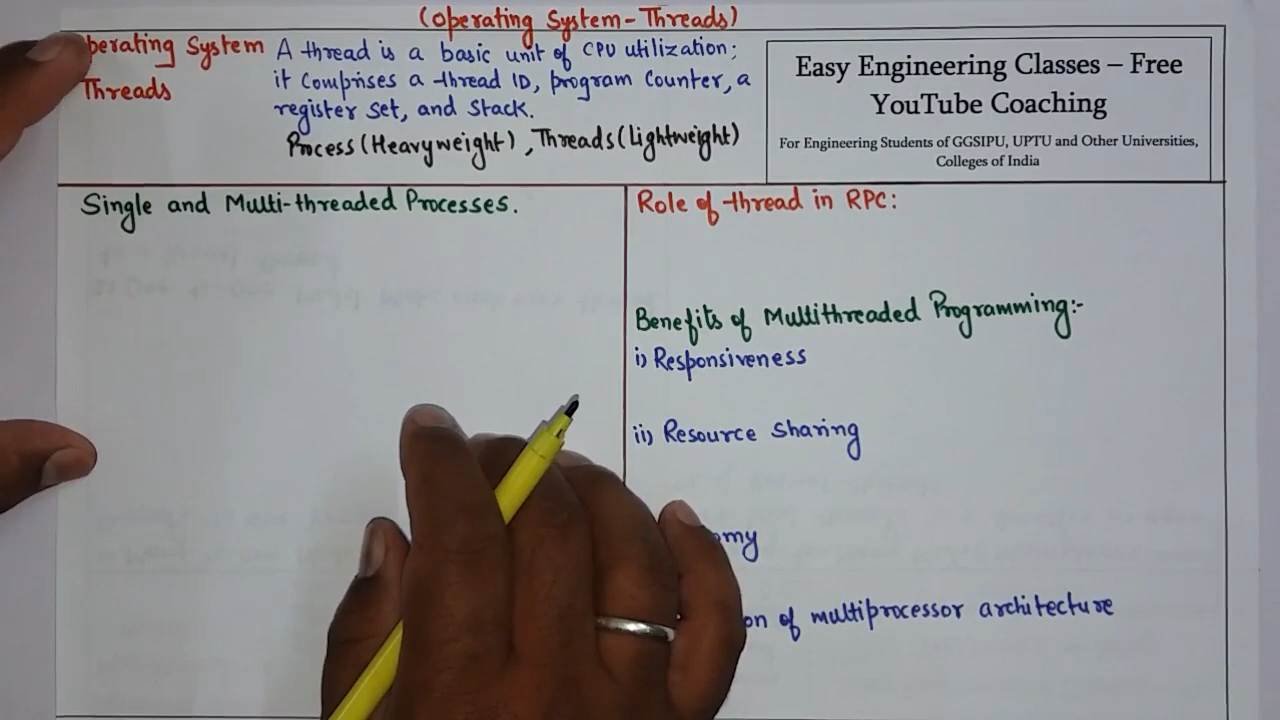 (Operating System-Threads)
perating System
Threads
A thread is a basic unit of CPU utilization;
it comprises a thread ID, program counter, a
register set, and stack.
Process (Heavyweight), Threads (Lightweight)
Easy Engineering Classes – Free
YouTube Coaching
For Engineering Students of GGSIPU, UPTU and Other Universities,
Colleges of India
Single and Multi-threaded Processes.
Role of thread in RPC:
Benefits of Multithreaded Programming:-
i) Responsiveness
ii) Resource Sharing
omy
on of multiprocessor architecture